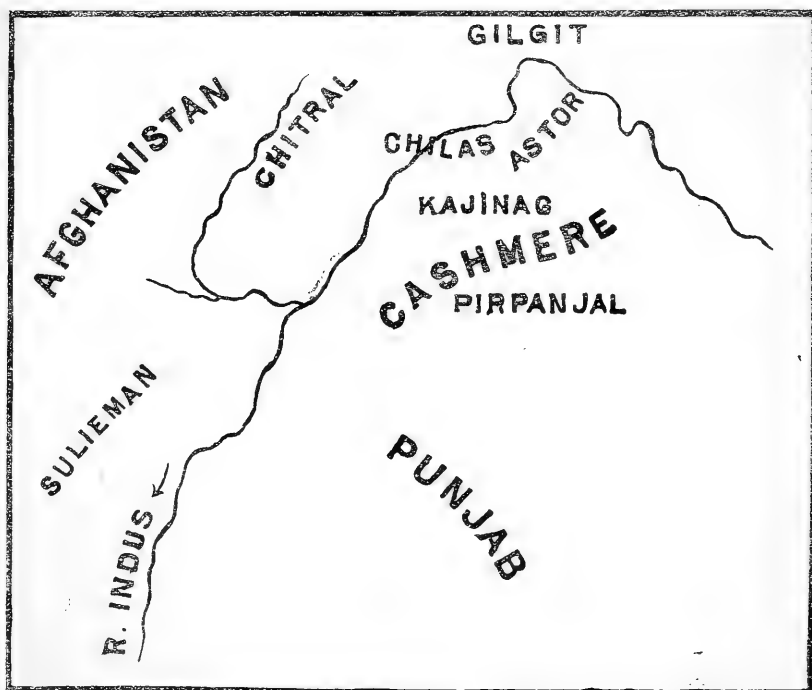 GILGIT
AFGHANISTAN
CHITRAL
CHILAS
ASTOR
KAJINAG
CASHMERE
PIRPANJAL
SULIEMAN
PUNJAB
R. INDUS